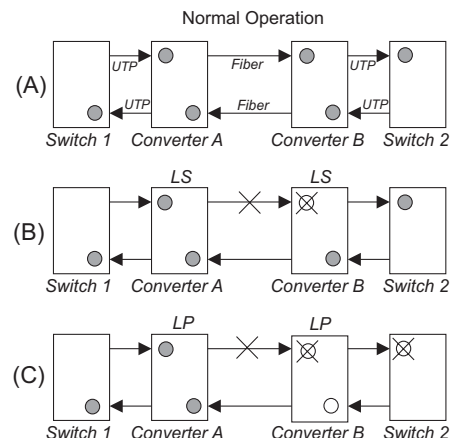 Normal Operation
(A)
UTP
Fiber
UTP
UTP
Fiber
UTP
Switch 1 Converter A Converter B Switch 2
LS LS
(B)
Switch 1 Converter A Converter B Switch 2
LP LP
(C)
Switch 1 Converter A Converter B Switch 2